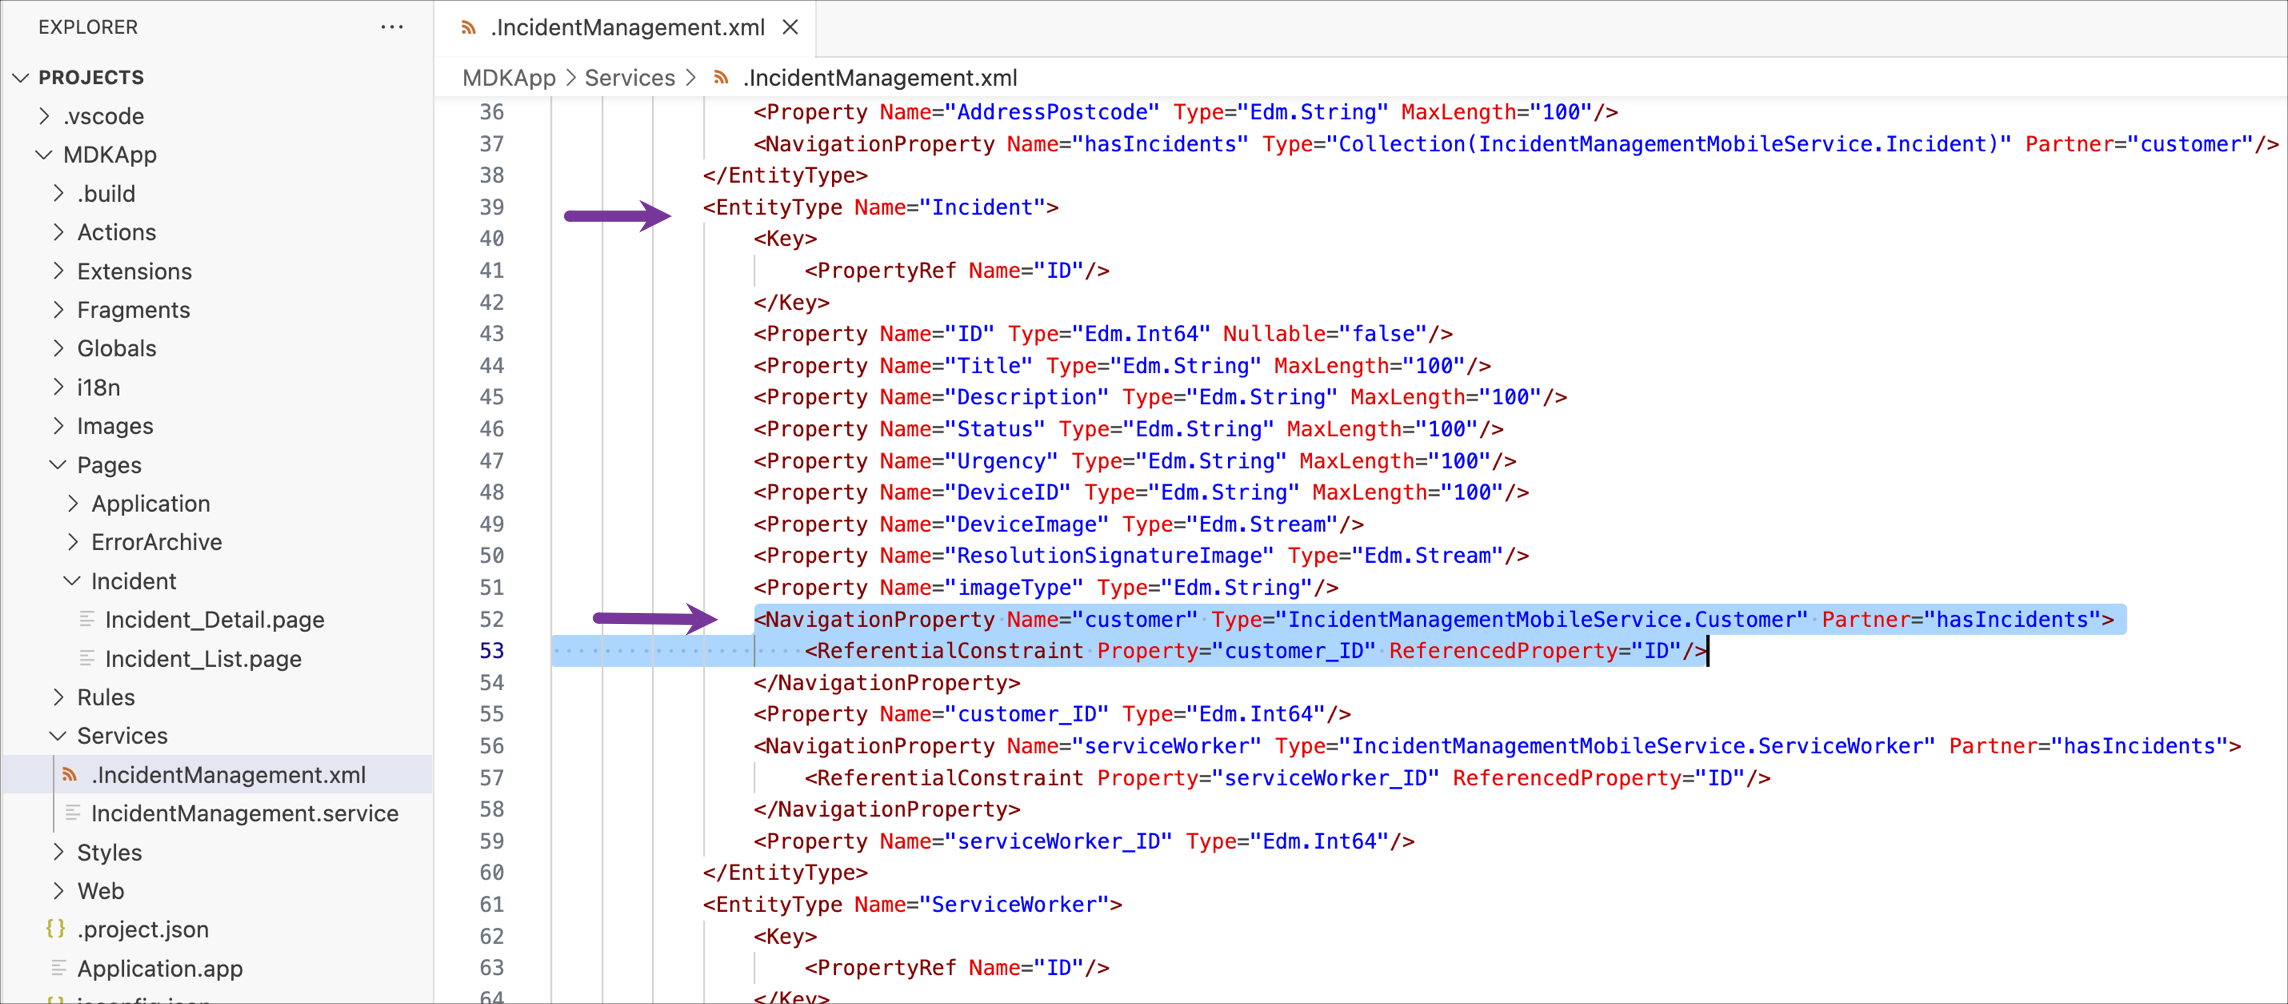 EXPLORER
···
PROJECTS
.vscode
MDKApp
.build
Actions
Extensions
Fragments
Globals
i18n
Images
Pages
Application
ErrorArchive
Incident
Incident_Detail.page
Incident_List.page
Rules
Services
.IncidentManagement.xml
IncidentManagement.service
Styles
Web
{} .project.json
Application.app
.IncidentManagement.xml
MDKApp > Services > .IncidentManagement.xml
36 <Property Name="AddressPostcode" Type="Edm.String" MaxLength="100"/>
37 <NavigationProperty Name="hasIncidents" Type="Collection(IncidentManagementMobileService.Incident)" Partner="customer"/>
38 </EntityType>
39 <EntityType Name="Incident">
40 <Key>
41 <PropertyRef Name="ID"/>
42 </Key>
43 <Property Name="ID" Type="Edm.Int64" Nullable="false"/>
44 <Property Name="Title" Type="Edm.String" MaxLength="100"/>
45 <Property Name="Description" Type="Edm.String" MaxLength="100"/>
46 <Property Name="Status" Type="Edm.String" MaxLength="100"/>
47 <Property Name="Urgency" Type="Edm.String" MaxLength="100"/>
48 <Property Name="DeviceID" Type="Edm.String" MaxLength="100"/>
49 <Property Name="DeviceImage" Type="Edm.Stream"/>
50 <Property Name="ResolutionSignatureImage" Type="Edm.Stream"/>
51 <Property Name="imageType" Type="Edm.String"/>
52 <NavigationProperty Name="customer" Type="IncidentManagementMobileService.Customer" Partner="hasIncidents">
53 <ReferentialConstraint Property="customer_ID" ReferencedProperty="ID"/>
54 </NavigationProperty>
55 <Property Name="customer_ID" Type="Edm.Int64"/>
56 <NavigationProperty Name="serviceWorker" Type="IncidentManagementMobileService.ServiceWorker" Partner="hasIncidents">
57 <ReferentialConstraint Property="serviceWorker_ID" ReferencedProperty="ID"/>
58 </NavigationProperty>
59 <Property Name="serviceWorker_ID" Type="Edm.Int64"/>
60 </EntityType>
61 <EntityType Name="ServiceWorker">
62 <Key>
63 <PropertyRef Name="ID"/>
64 </Key>